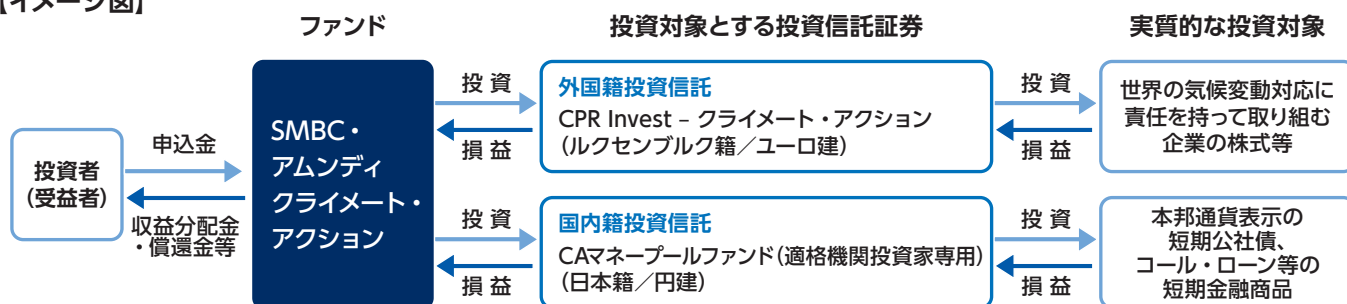 【イメージ図】
ファンド
投資対象とする投資信託証券
実質的な投資対象
投資者
(受益者)
申込金
収益分配金
・償還金等
SMBC・
アムンディ
クライメート・
アクション
投 資
損 益
外国籍投資信託
CPR Invest – クライメート・アクション
(ルクセンブルク籍／ユーロ建)
投 資
損 益
世界の気候変動対応に
責任を持って取り組む
企業の株式等
投 資
損 益
国内籍投資信託
CAマネープールファンド(適格機関投資家専用)
(日本籍／円建)
投 資
損 益
本邦通貨表示の
短期公社債、
コール・ローン等の
短期金融商品